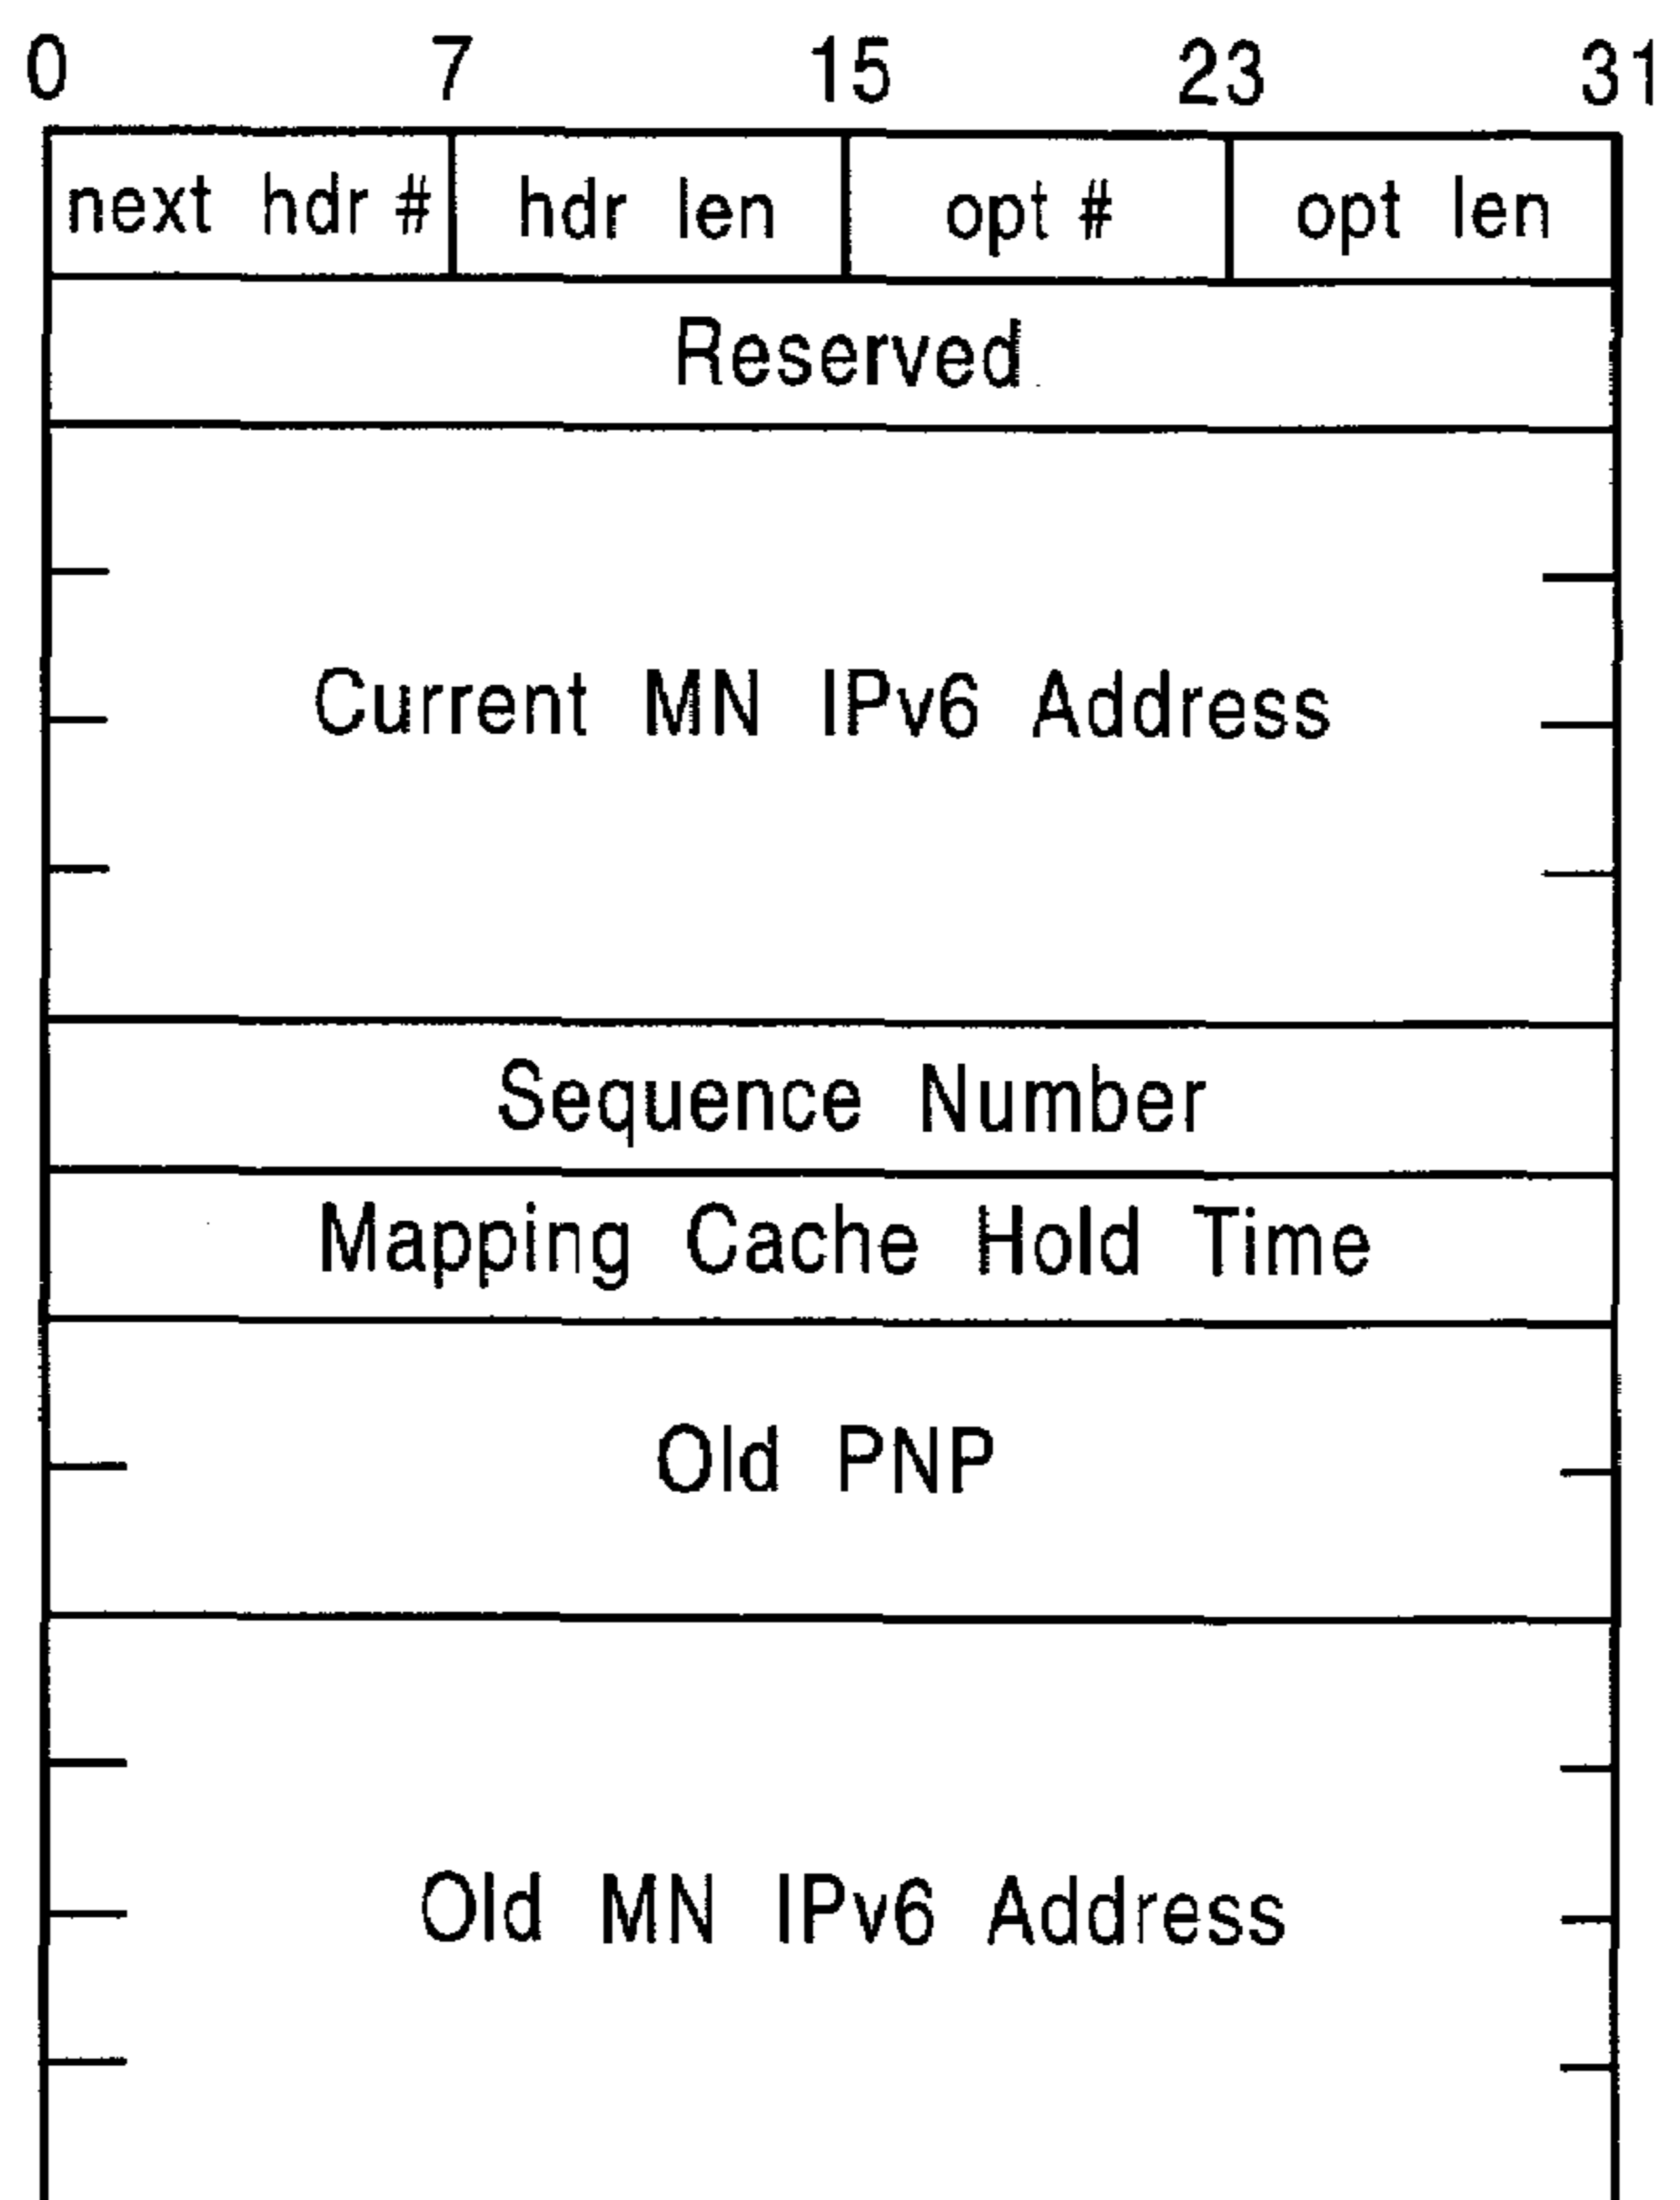 0 7 15 23 31
next hdr # hdr len opt # opt len
Reserved
Current MN IPv6 Address
Sequence Number
Mapping Cache Hold Time
Old PNP
Old MN IPv6 Address